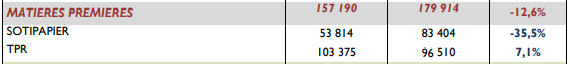 MATIERES PREMIERES 157 190 179 914 -12,6%
SOTIPAPIER 53 814 83 404 -35,5%
TPR 103 375 96 510 7,1%